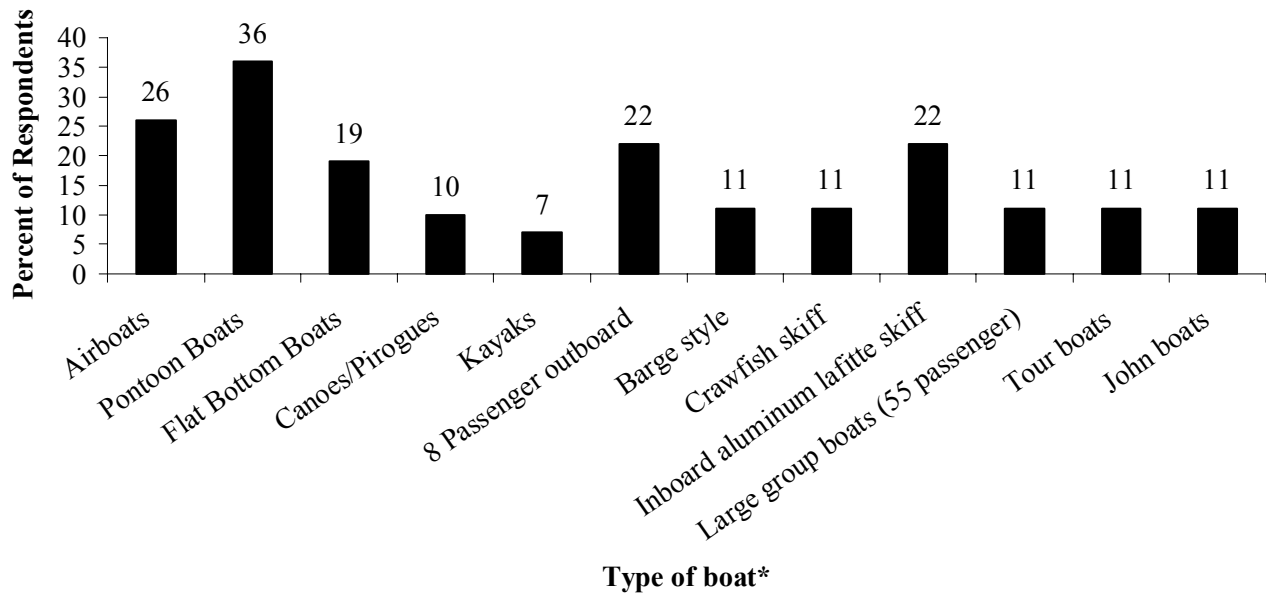 Percent of Respondents
40
35
30
25
20
15
10
5
0
26
36
19
10
7
22
11
11
22
11
11
11
Airboats
Pontoon Boats
Flat Bottom Boats
Canoes/Pirogues
Kayaks
8 Passenger outboard
Barge style
Crawfish skiff
Inboard aluminum lafitte skiff
Large group boats (55 passenger)
Tour boats
John boats
Type of boat*